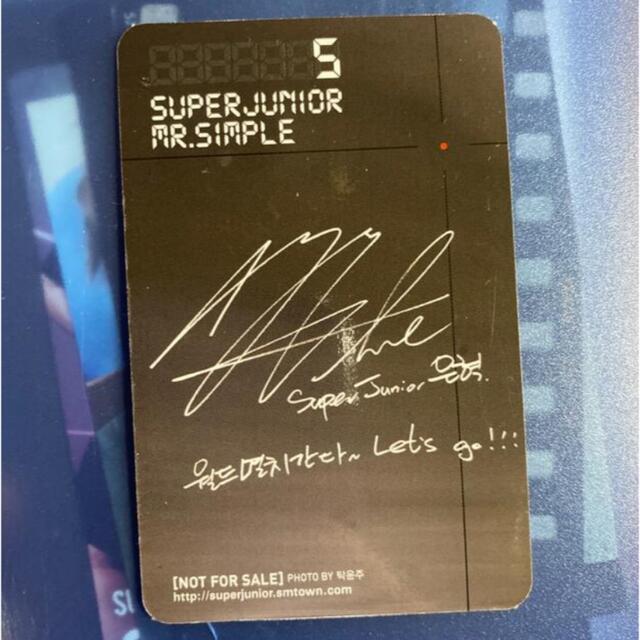 5
SUPERJUNIOR
MR.SIMPLE
Super Junior 은혁.
월드멸치간다~ Let's go!!!
[NOT FOR SALE] PHOTO BY 탁윤주
http://superjunior.smtown.com